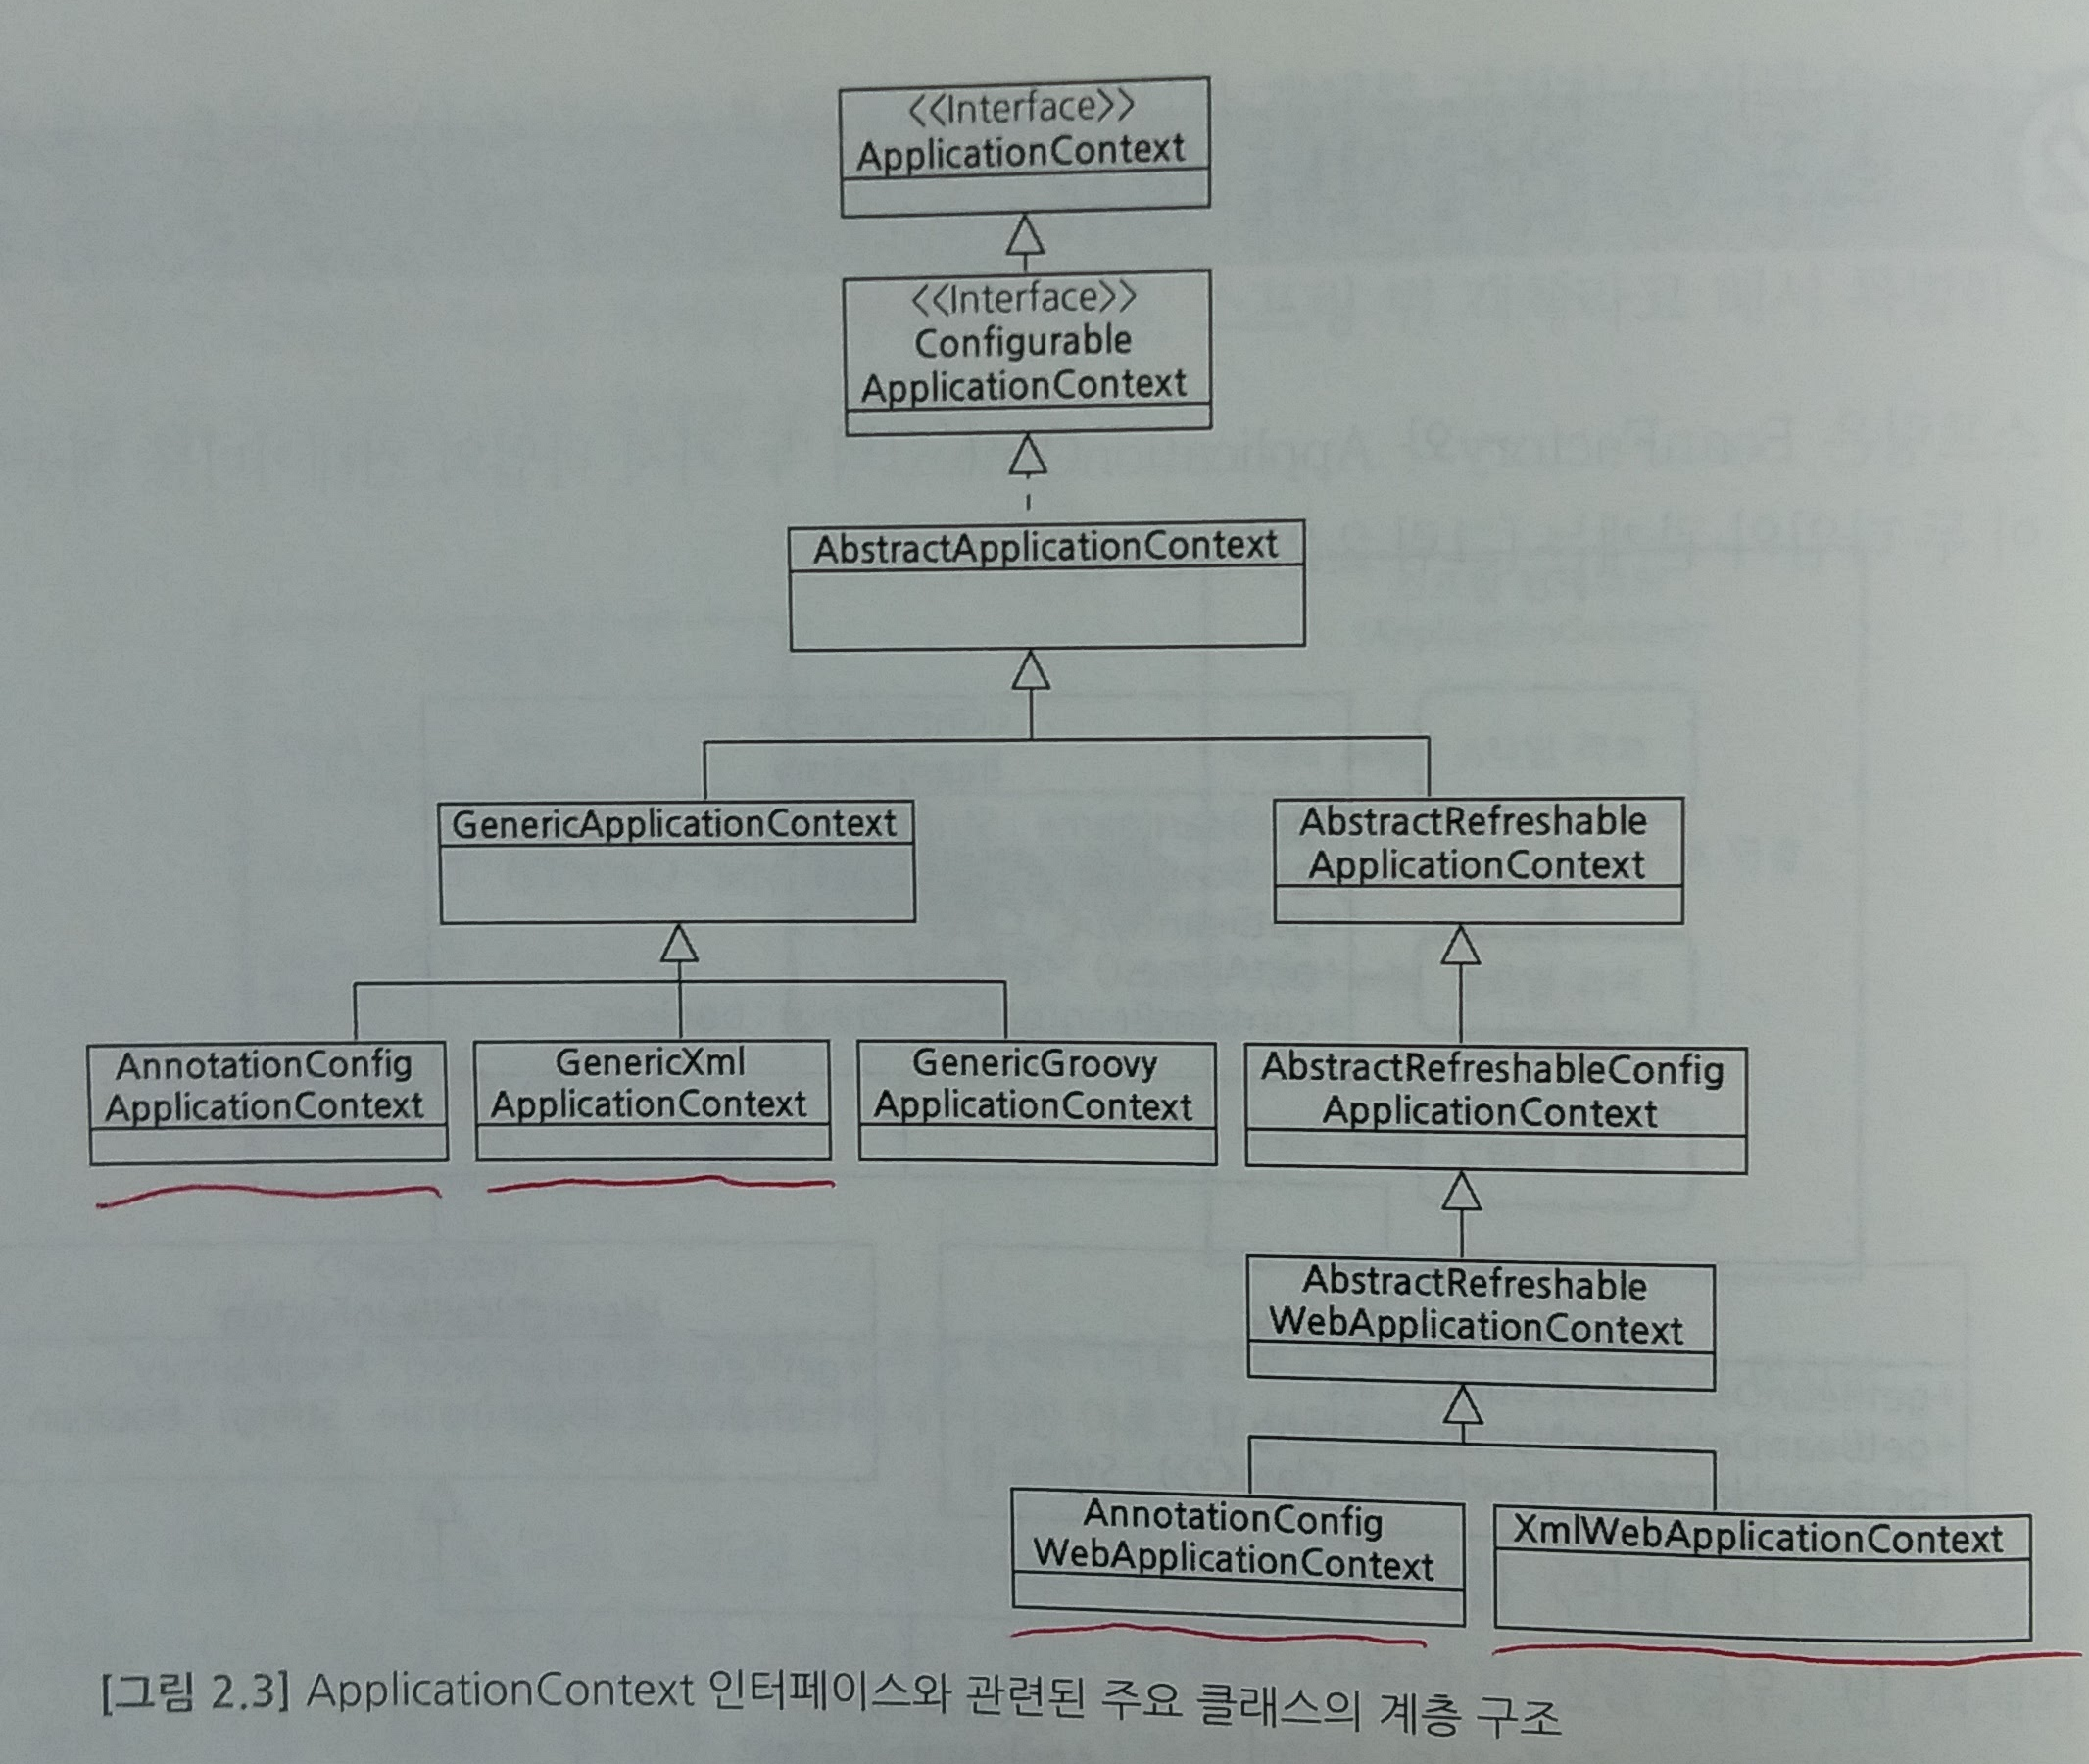 <<Interface>>
ApplicationContext
<<Interface>>
Configurable
ApplicationContext
AbstractApplicationContext
GenericApplicationContext
AbstractRefreshable
ApplicationContext
AnnotationConfig
ApplicationContext
GenericXml
ApplicationContext
GenericGroovy
ApplicationContext
AbstractRefreshableConfig
ApplicationContext
AbstractRefreshable
WebApplicationContext
AnnotationConfig
WebApplicationContext
XmlWebApplicationContext
[그림 2.3] ApplicationContext 인터페이스와 관련된 주요 클래스의 계층 구조